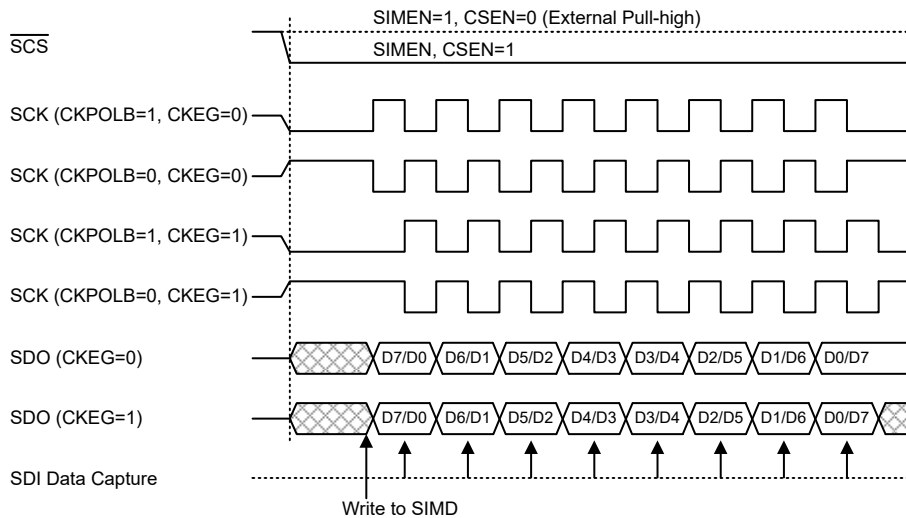 SIMEN=1, CSEN=0 (External Pull-high)
SCS
SIMEN, CSEN=1
SCK (CKPOLB=1, CKEG=0)
SCK (CKPOLB=0, CKEG=0)
SCK (CKPOLB=1, CKEG=1)
SCK (CKPOLB=0, CKEG=1)
SDO (CKEG=0) D7/D0 D6/D1 D5/D2 D4/D3 D3/D4 D2/D5 D1/D6 D0/D7
SDO (CKEG=1) D7/D0 D6/D1 D5/D2 D4/D3 D3/D4 D2/D5 D1/D6 D0/D7
SDI Data Capture
Write to SIMD